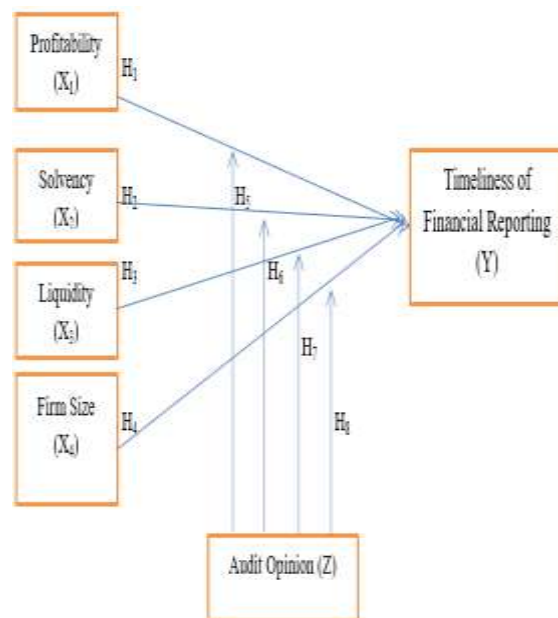 Profitability
(X₁)
H₁
Solvency
(X₂)
H₂
Liquidity
(X₃)
H₃
Firm Size
(X₄)
H₄
H₅
H₆
H₇
H₈
Timeliness of
Financial Reporting
(Y)
Audit Opinion (Z)